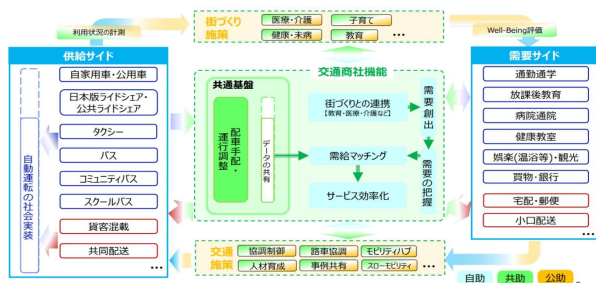 街づくり
施策
医療・介護
子育て
健康・未病
教育
…
利用状況の計測
Well-Being評価
供給サイド
自家用車・公用車
日本版ライドシェア・
公共ライドシェア
タクシー
バス
コミュニティバス
スクールバス
貨客混載
共同配送
…
自動運転の社会実装
交通商社機能
共通基盤
配車手配・
運行調整
データの共有
街づくりとの連携
【教育・医療・介護など】
需給マッチング
サービス効率化
需要創出
需要の把握
需要サイド
通勤通学
放課後教育
病院通院
健康教室
娯楽(温浴等)・観光
買物・銀行
宅配・郵便
小口配送
…
交通
施策
協調制御
路車協調
モビリティハブ
人材育成
事例共有
スローモビリティ
…
自助
共助
公助